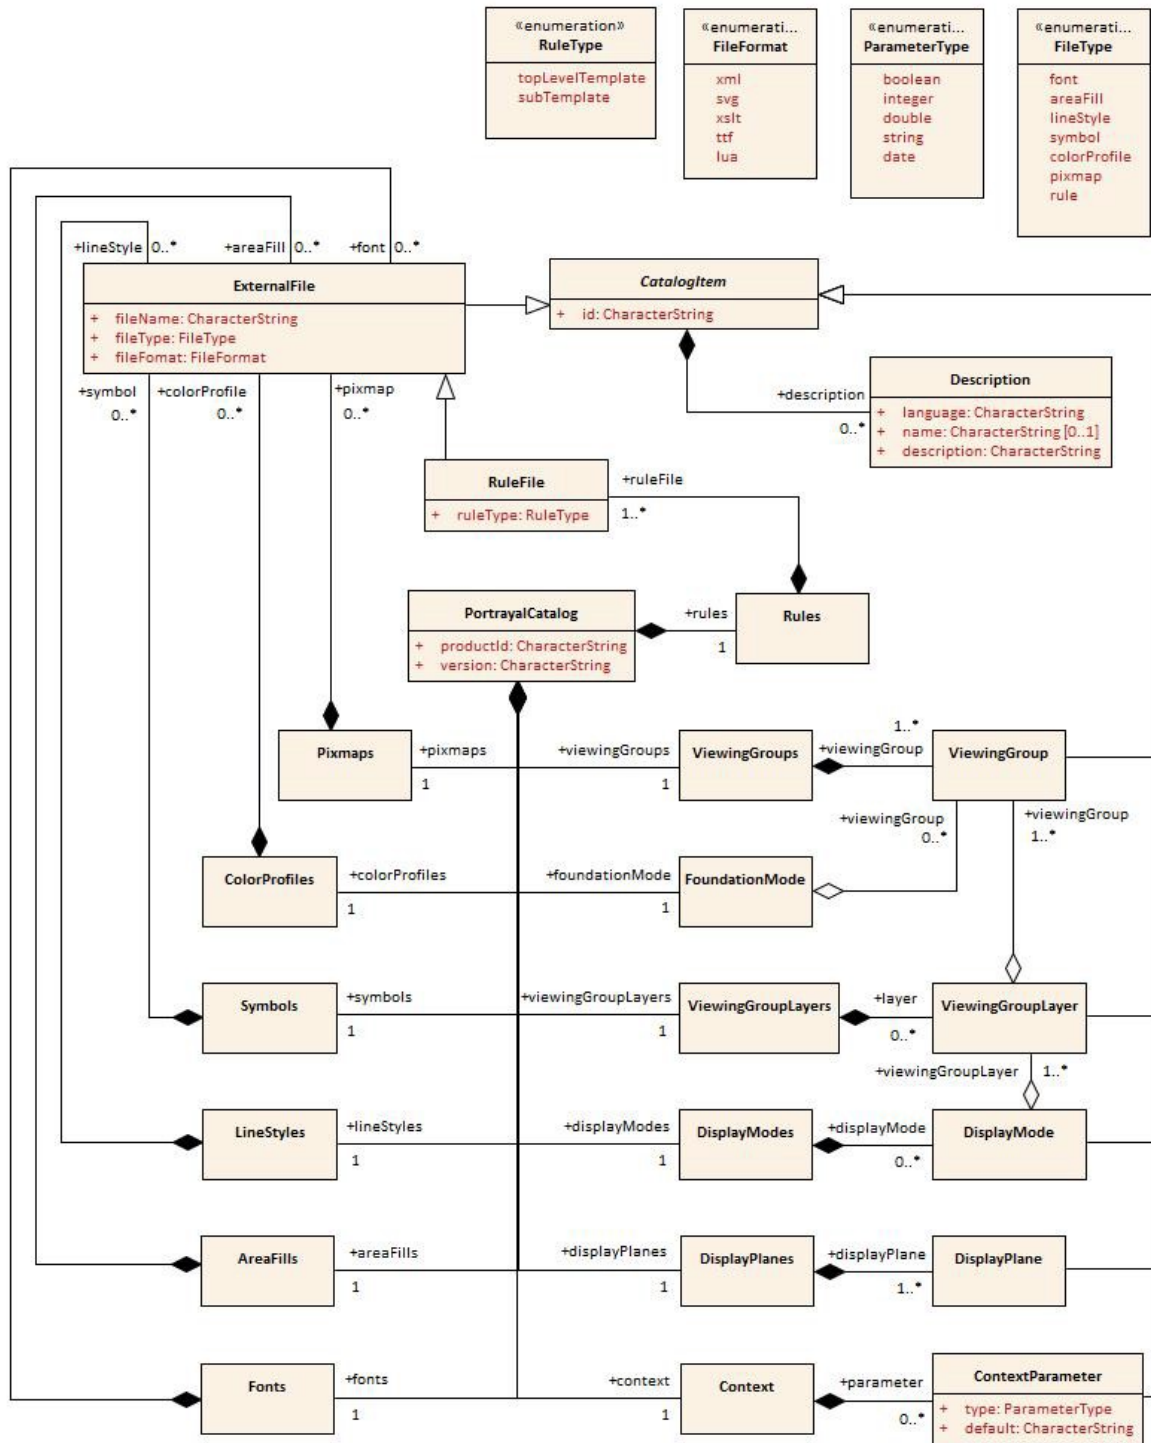 «enumeration»
RuleType
topLevelTemplate
subTemplate
«enumerati...
FileFormat
xml
svg
xslt
ttf
lua
«enumerati...
ParameterType
boolean
integer
double
string
date
«enumerati...
FileType
font
areaFill
lineStyle
symbol
colorProfile
pixmap
rule
+lineStyle 0..*
+areaFill 0..*
+font 0..*
ExternalFile
+ fileName: CharacterString
+ fileType: FileType
+ fileFomat: FileFormat
CatalogItem
+ id: CharacterString
+symbol
0..*
+colorProfile
0..*
+pixmap
0..*
+description
0..*
Description
+ language: CharacterString
+ name: CharacterString [0..1]
+ description: CharacterString
RuleFile
+ ruleType: RuleType
+ruleFile
1..*
PortrayalCatalog
+ productId: CharacterString
+ version: CharacterString
+rules
1
Rules
Pixmaps
+pixmaps
1
+viewingGroups
1
ViewingGroups
1..*
+viewingGroup
ViewingGroup
+viewingGroup
0..*
+viewingGroup
1..*
ColorProfiles
+colorProfiles
1
+foundationMode
1
FoundationMode
Symbols
+symbols
1
+viewingGroupLayers
1
ViewingGroupLayers
+layer
0..*
ViewingGroupLayer
+viewingGroupLayer 1..*
LineStyles
+lineStyles
1
+displayModes
1
DisplayModes
+displayMode
0..*
DisplayMode
AreaFills
+areaFills
1
+displayPlanes
1
DisplayPlanes
+displayPlane
1..*
DisplayPlane
Fonts
+fonts
1
+context
1
Context
+parameter
0..*
ContextParameter
+ type: ParameterType
+ default: CharacterString